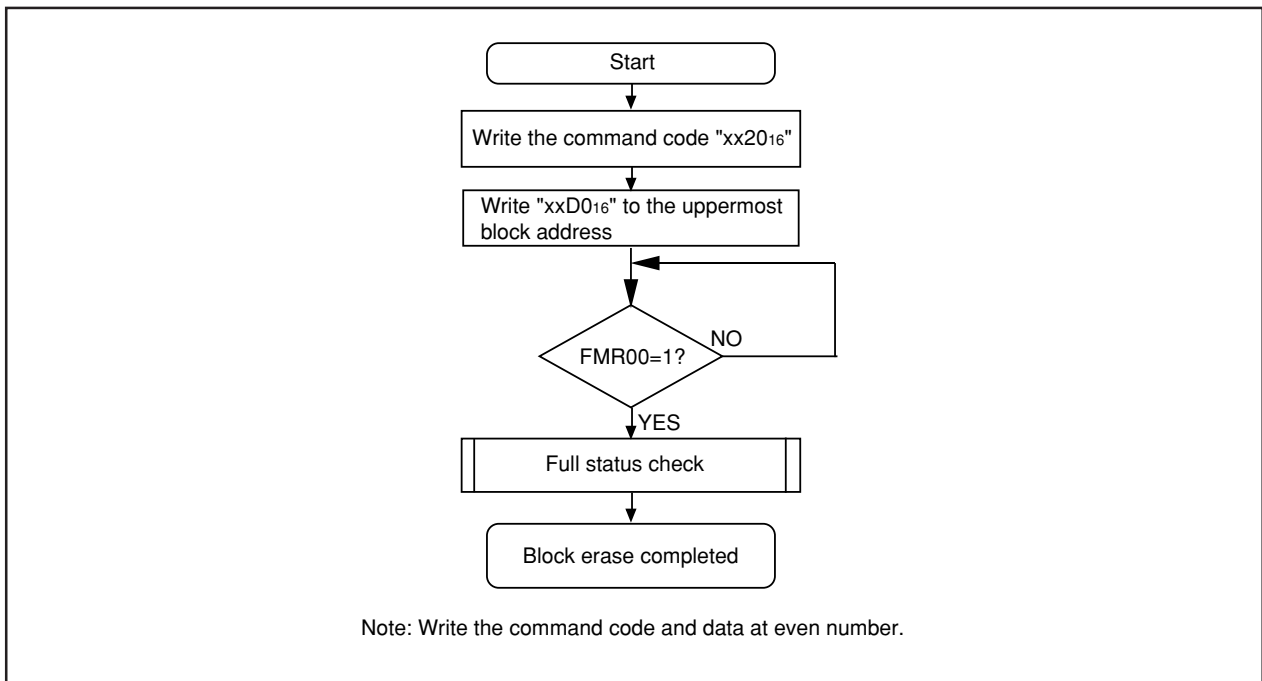 Start
Write the command code "xx20₁₆"
Write "xxD0₁₆" to the uppermost
block address
NO
FMR00=1?
YES
Full status check
Block erase completed
Note: Write the command code and data at even number.